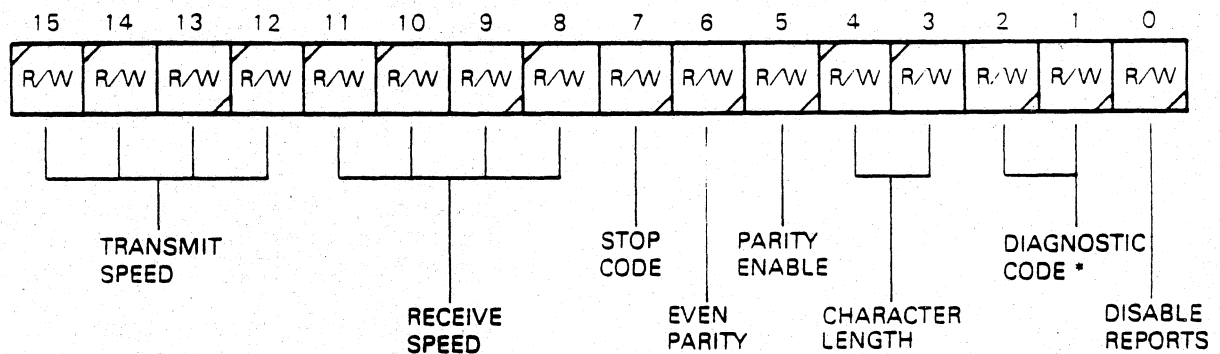 15 14 13 12 11 10 9 8 7 6 5 4 3 2 1 0
R/W R/W R/W R/W R/W R/W R/W R/W R/W R/W R/W R/W R/W R/W R/W R/W
TRANSMIT
SPEED
RECEIVE
SPEED
STOP
CODE
EVEN
PARITY
PARITY
ENABLE
CHARACTER
LENGTH
DIAGNOSTIC
CODE *
DISABLE
REPORTS